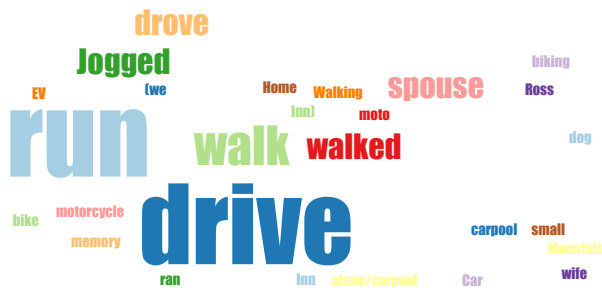 drove
Jogged
biking
EV
(we
Home
Walking
spouse
Ross
run
Inn)
moto
walk
walked
dog
drive
bike
motorcycle
memory
carpool
small
Mountain
ran
Inn
alone/carpool
Car
wife